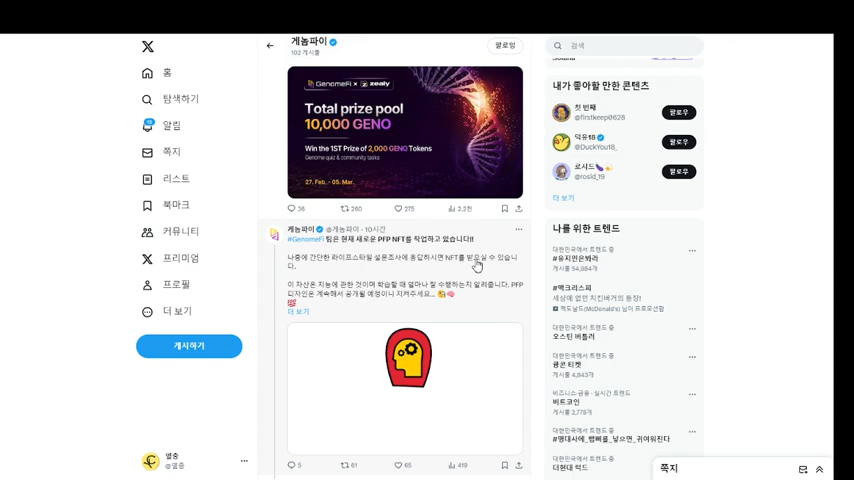 게놈파이
102 게시물
팔로잉
홈
탐색하기
알림
쪽지
리스트
북마크
커뮤니티
프리미엄
프로필
더 보기
게시하기
열중
@열중
GenomeFi × zealy
Total prize pool
10,000 GENO
Win the 1ST Prize of 2,000 GENO Tokens
Genome quiz & community tasks
27. Feb. - 05. Mar.
36
260
275
2.2천
게놈파이 @게놈파이 · 10시간
#GenomeFi 팀은 현재 새로운 PFP NFT를 작업하고 있습니다!!
나중에 간단한 라이프스타일 설문조사에 응답하시면 NFT를 받으실 수 있습니
다.
이 자산은 지능에 관한 것이며 학습할 때 얼마나 잘 수행하는지 알려줍니다. PFP
디자인은 계속해서 공개될 예정이니 지켜주세요...
더 보기
5
61
65
419
검색
내가 좋아할 만한 콘텐츠
첫 번째
@firstkeep0628
팔로우
덕유18
@DuckYou18_
팔로우
로시드
@rosid_19
팔로우
더 보기
나를 위한 트렌드
대한민국에서 트렌드 중
#유지민은봐라
게시물 54,984개
#맥크리스피
세상에 없던 치킨버거의 등장!
맥도날드(McDonald's) 님이 프로모션함
대한민국에서 트렌드 중
오스틴 버틀러
대한민국에서 트렌드 중
콩콘 티켓
게시물 4,843개
비즈니스·금융 · 실시간 트렌드
비트코인
게시물 2,778개
대한민국에서 트렌드 중
#명대사에_뱀삐를_넣으면_귀여워진다
대한민국에서 트렌드 중
더현대 럭드
쪽지